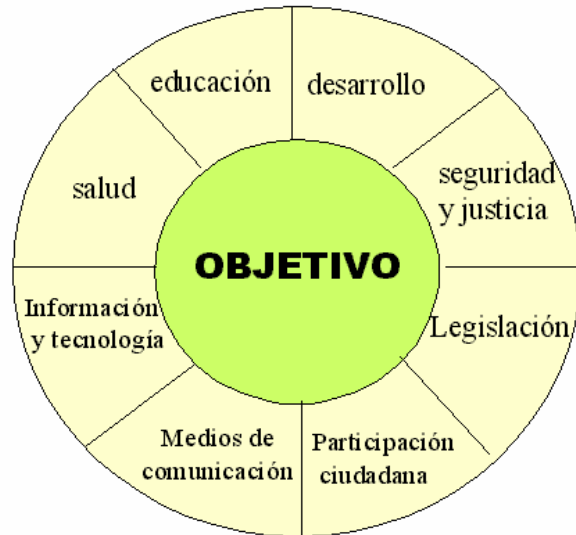 educación
desarrollo
salud
seguridad
y justicia
OBJETIVO
Información
y tecnología
Legislación
Medios de
comunicación
Participación
ciudadana